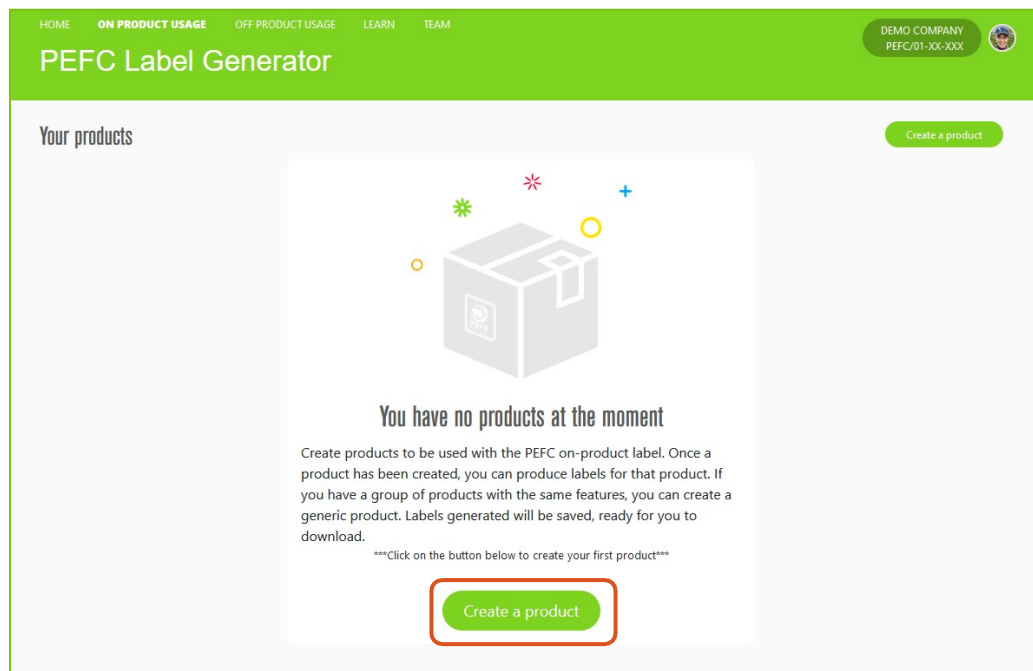 HOME ON PRODUCT USAGE OFF PRODUCT USAGE LEARN TEAM
DEMO COMPANY
PEFC/01-XX-XXX
PEFC Label Generator
Your products
Create a product
You have no products at the moment
Create products to be used with the PEFC on-product label. Once a
product has been created, you can produce labels for that product. If
you have a group of products with the same features, you can create a
generic product. Labels generated will be saved, ready for you to
download.
***Click on the button below to create your first product***
Create a product